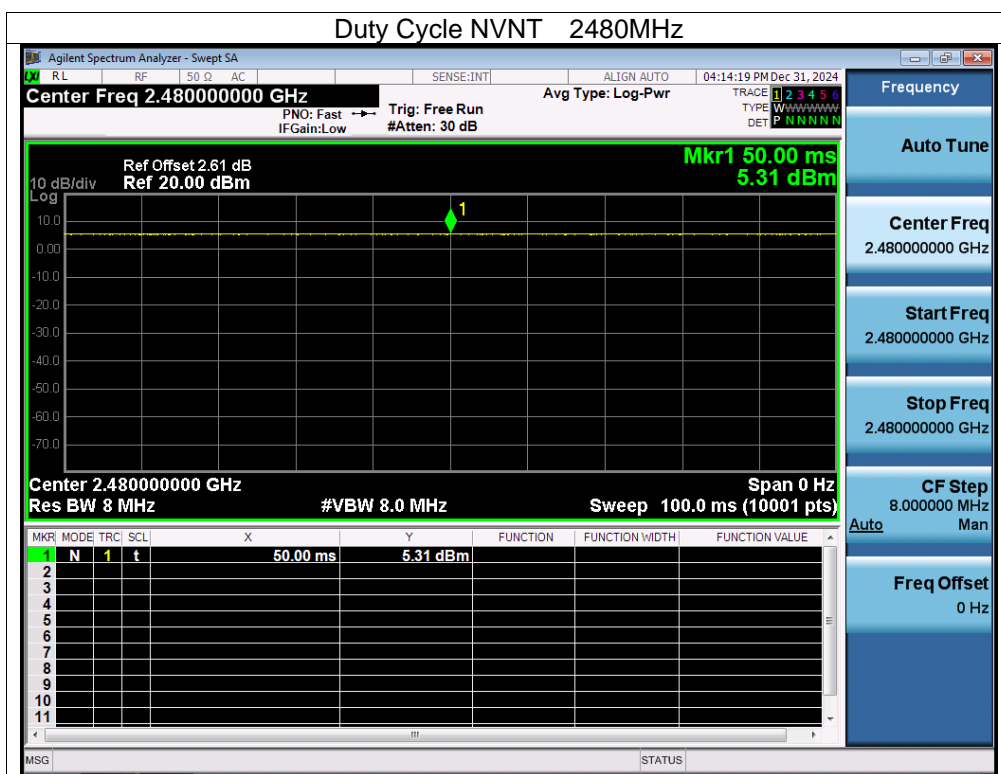 Duty Cycle NVNT 2480MHz
Agilent Spectrum Analyzer - Swept SA
LXI RL RF 50 Ω AC SENSE:INT ALIGN AUTO 04:14:19 PM Dec 31, 2024
Center Freq 2.480000000 GHz Avg Type: Log-Pwr TRACE 1 2 3 4 5 6
PNO: Fast Trig: Free Run TYPE WWWWWW
IFGain:Low #Atten: 30 dB DET P N N N N N
Mkr1 50.00 ms
5.31 dBm
Ref Offset 2.61 dB
10 dB/div Ref 20.00 dBm
Log
1
10.0
0.00
-10.0
-20.0
-30.0
-40.0
-50.0
-60.0
-70.0
Center 2.480000000 GHz Span 0 Hz
Res BW 8 MHz #VBW 8.0 MHz Sweep 100.0 ms (10001 pts)
MKR MODE TRC SCL X Y FUNCTION FUNCTION WIDTH FUNCTION VALUE
1 N 1 t 50.00 ms 5.31 dBm
2
3
4
5
6
7
8
9
10
11
MSG STATUS
Frequency
Auto Tune
Center Freq
2.480000000 GHz
Start Freq
2.480000000 GHz
Stop Freq
2.480000000 GHz
CF Step
8.000000 MHz
Auto Man
Freq Offset
0 Hz